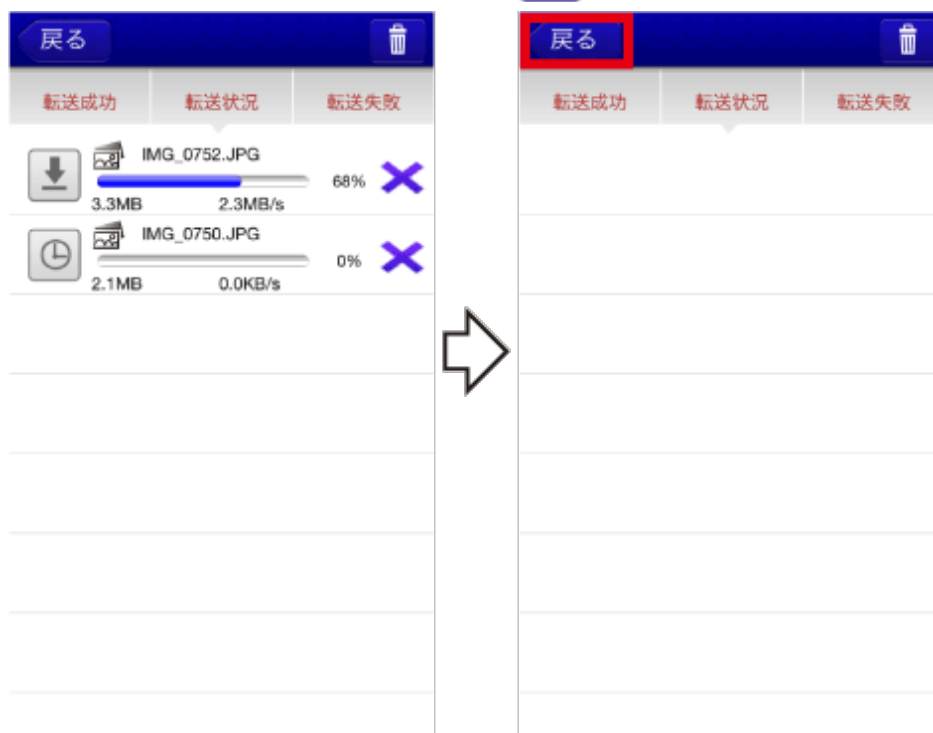 戻る
転送成功 転送状況 転送失敗
IMG_0752.JPG
68%
3.3MB 2.3MB/s
IMG_0750.JPG
0%
2.1MB 0.0KB/s
戻る
転送成功 転送状況 転送失敗